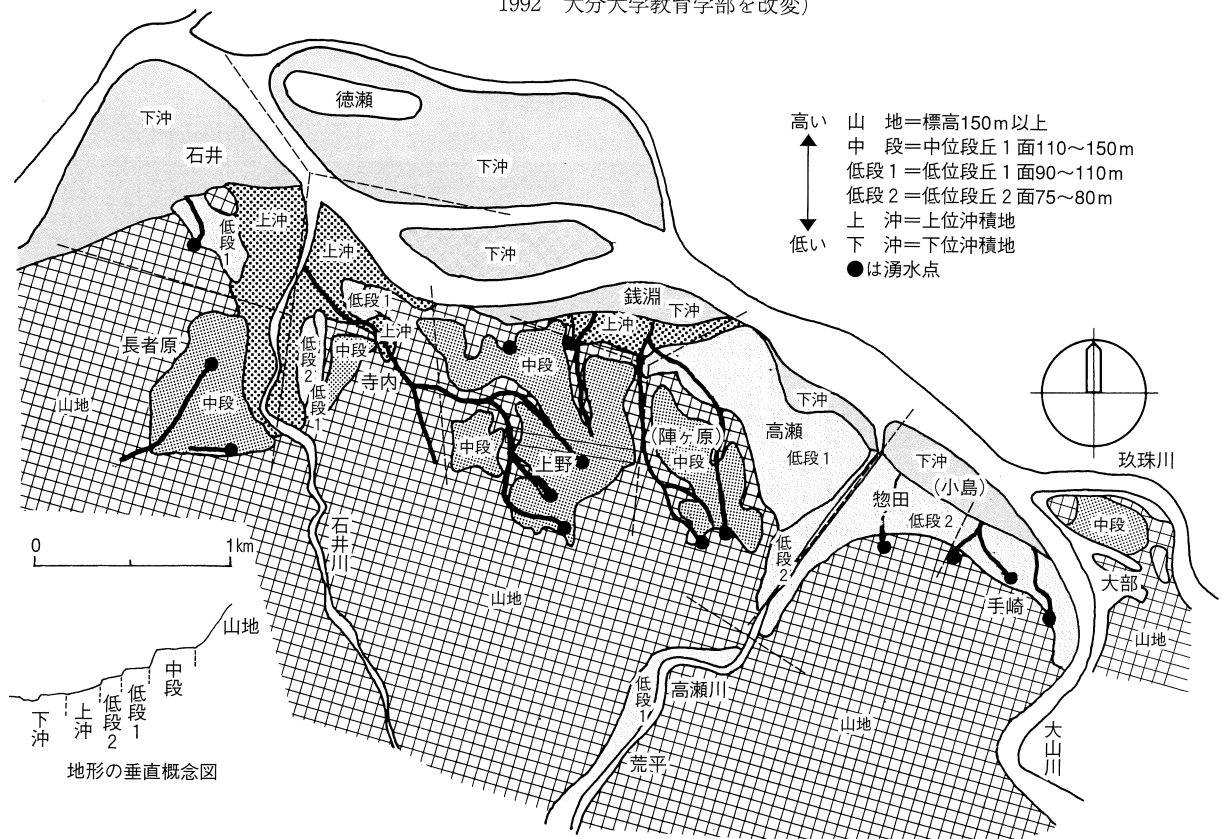 1992 大分大学教育学部を改変)
高い 山 地=標高150m以上
中 段=中位段丘1面110〜150m
低段1=低位段丘1面90〜110m
低段2=低位段丘2面75〜80m
上 沖=上位沖積地
低い 下 沖=下位沖積地
●は湧水点
徳瀬
下沖
石井
下沖
上沖
低段1
上沖
下沖
銭淵
下沖
低段1
上沖
上沖
長者原
中段
低段2
中段
低段1
寺内
中段
下沖
山地
中段
上野
(陣ヶ原)
中段
高瀬
低段1
下沖
(小島)
惣田
低段2
玖珠川
中段
大部
山地
0 1km
石井川
山地
低段2
手崎
高瀬川
低段1
荒平
山地
大山川
山地
中段
低段1
低段2
上沖
下沖
地形の垂直概念図